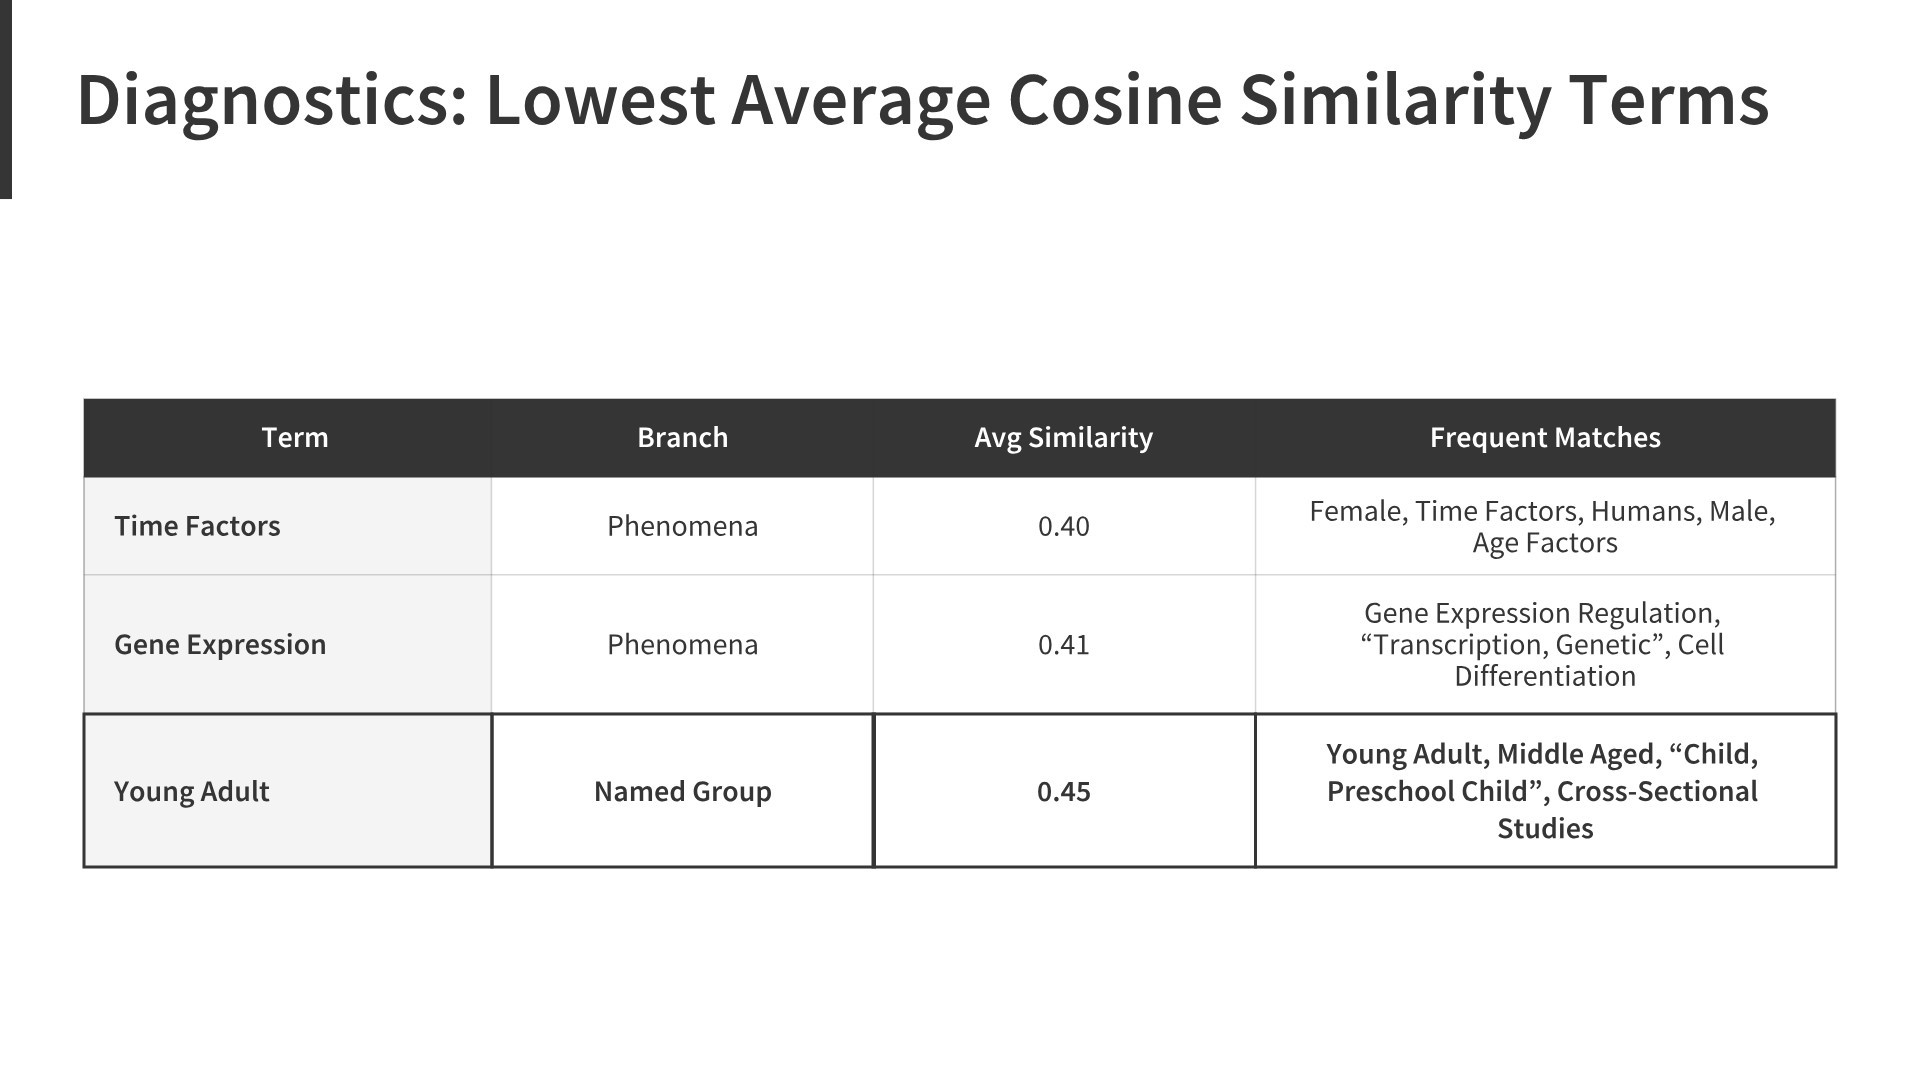 Diagnostics: Lowest Average Cosine Similarity Terms
Term Branch Avg Similarity Frequent Matches
Time Factors Phenomena 0.40 Female, Time Factors, Humans, Male,
Age Factors
Gene Expression Phenomena 0.41 Gene Expression Regulation,
“Transcription, Genetic”, Cell
Differentiation
Young Adult Named Group 0.45 Young Adult, Middle Aged, “Child,
Preschool Child”, Cross-Sectional
Studies